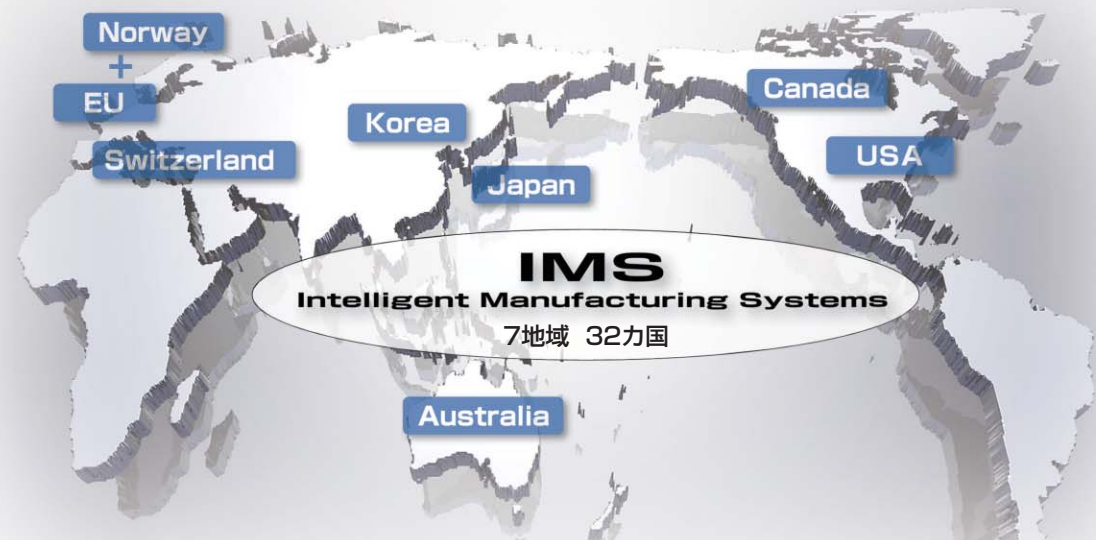 Norway
+
EU
Switzerland
Korea
Japan
Canada
USA
IMS
Intelligent Manufacturing Systems
7地域 32カ国
Australia